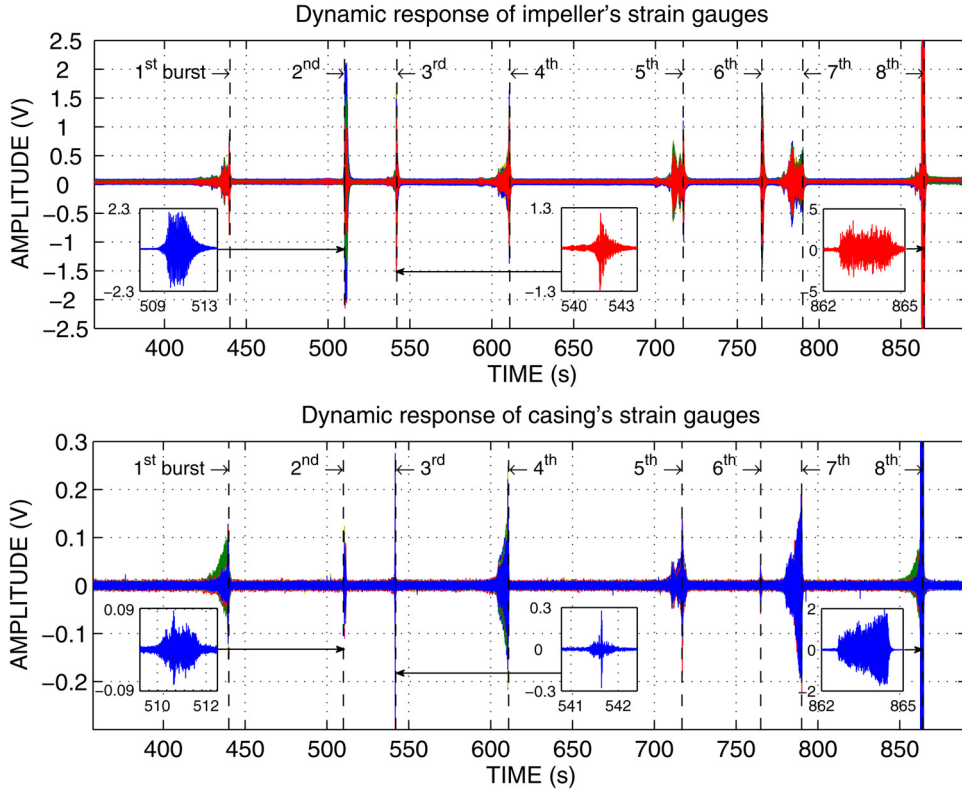 Dynamic response of impeller's strain gauges
AMPLITUDE (V)
2.5
2
1.5
1
0.5
0
−0.5
−1
−1.5
−2
−2.5
1st burst
2nd
3rd
4th
5th
6th
7th
8th
2.3
−2.3
509 513
1.3
−1.3
540 543
5
0
−5
862 865
400 450 500 550 600 650 700 750 800 850
TIME (s)
Dynamic response of casing's strain gauges
AMPLITUDE (V)
0.3
0.2
0.1
0
−0.1
−0.2
1st burst
2nd
3rd
4th
5th
6th
7th
8th
0.09
−0.09
510 512
0.3
0
−0.3
541 542
2
0
−2
862 865
400 450 500 550 600 650 700 750 800 850
TIME (s)